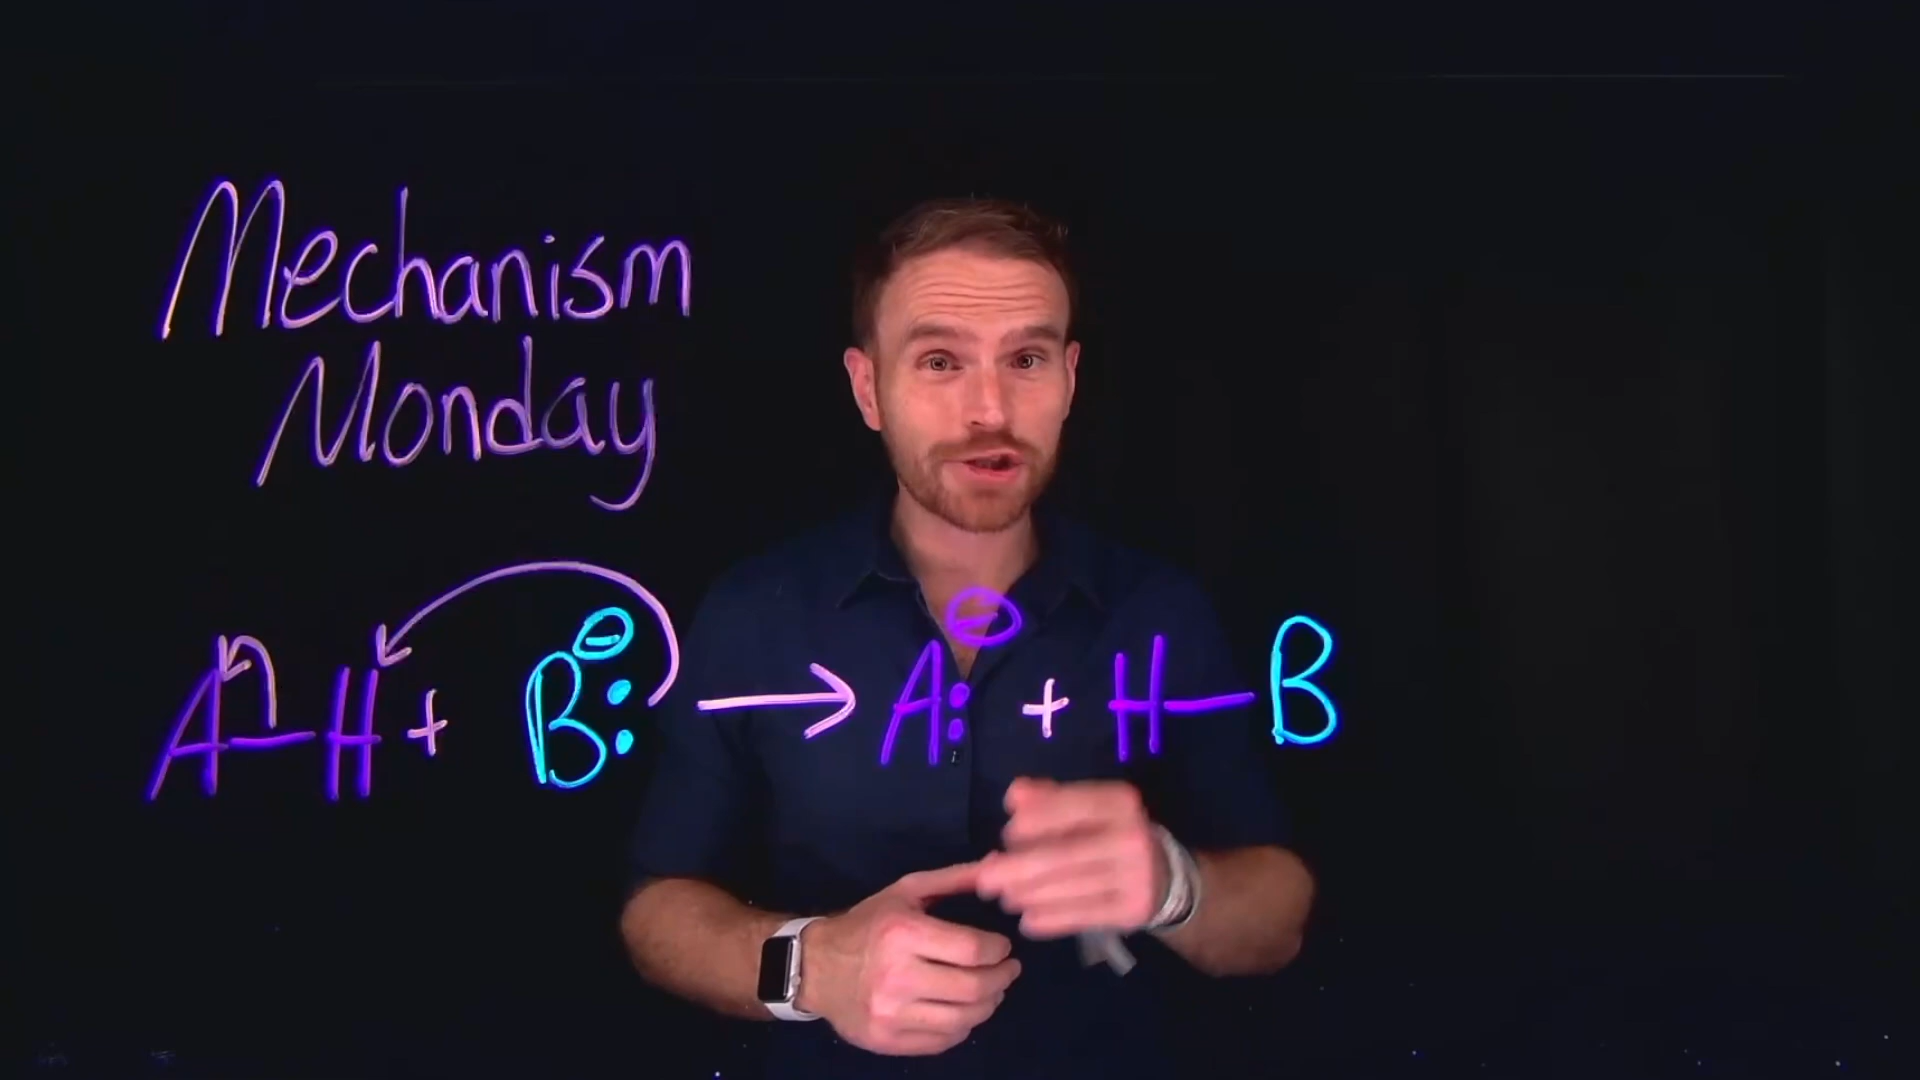 Mechanism
Monday
A–H + B:⊖ → A:⊖ + H–B